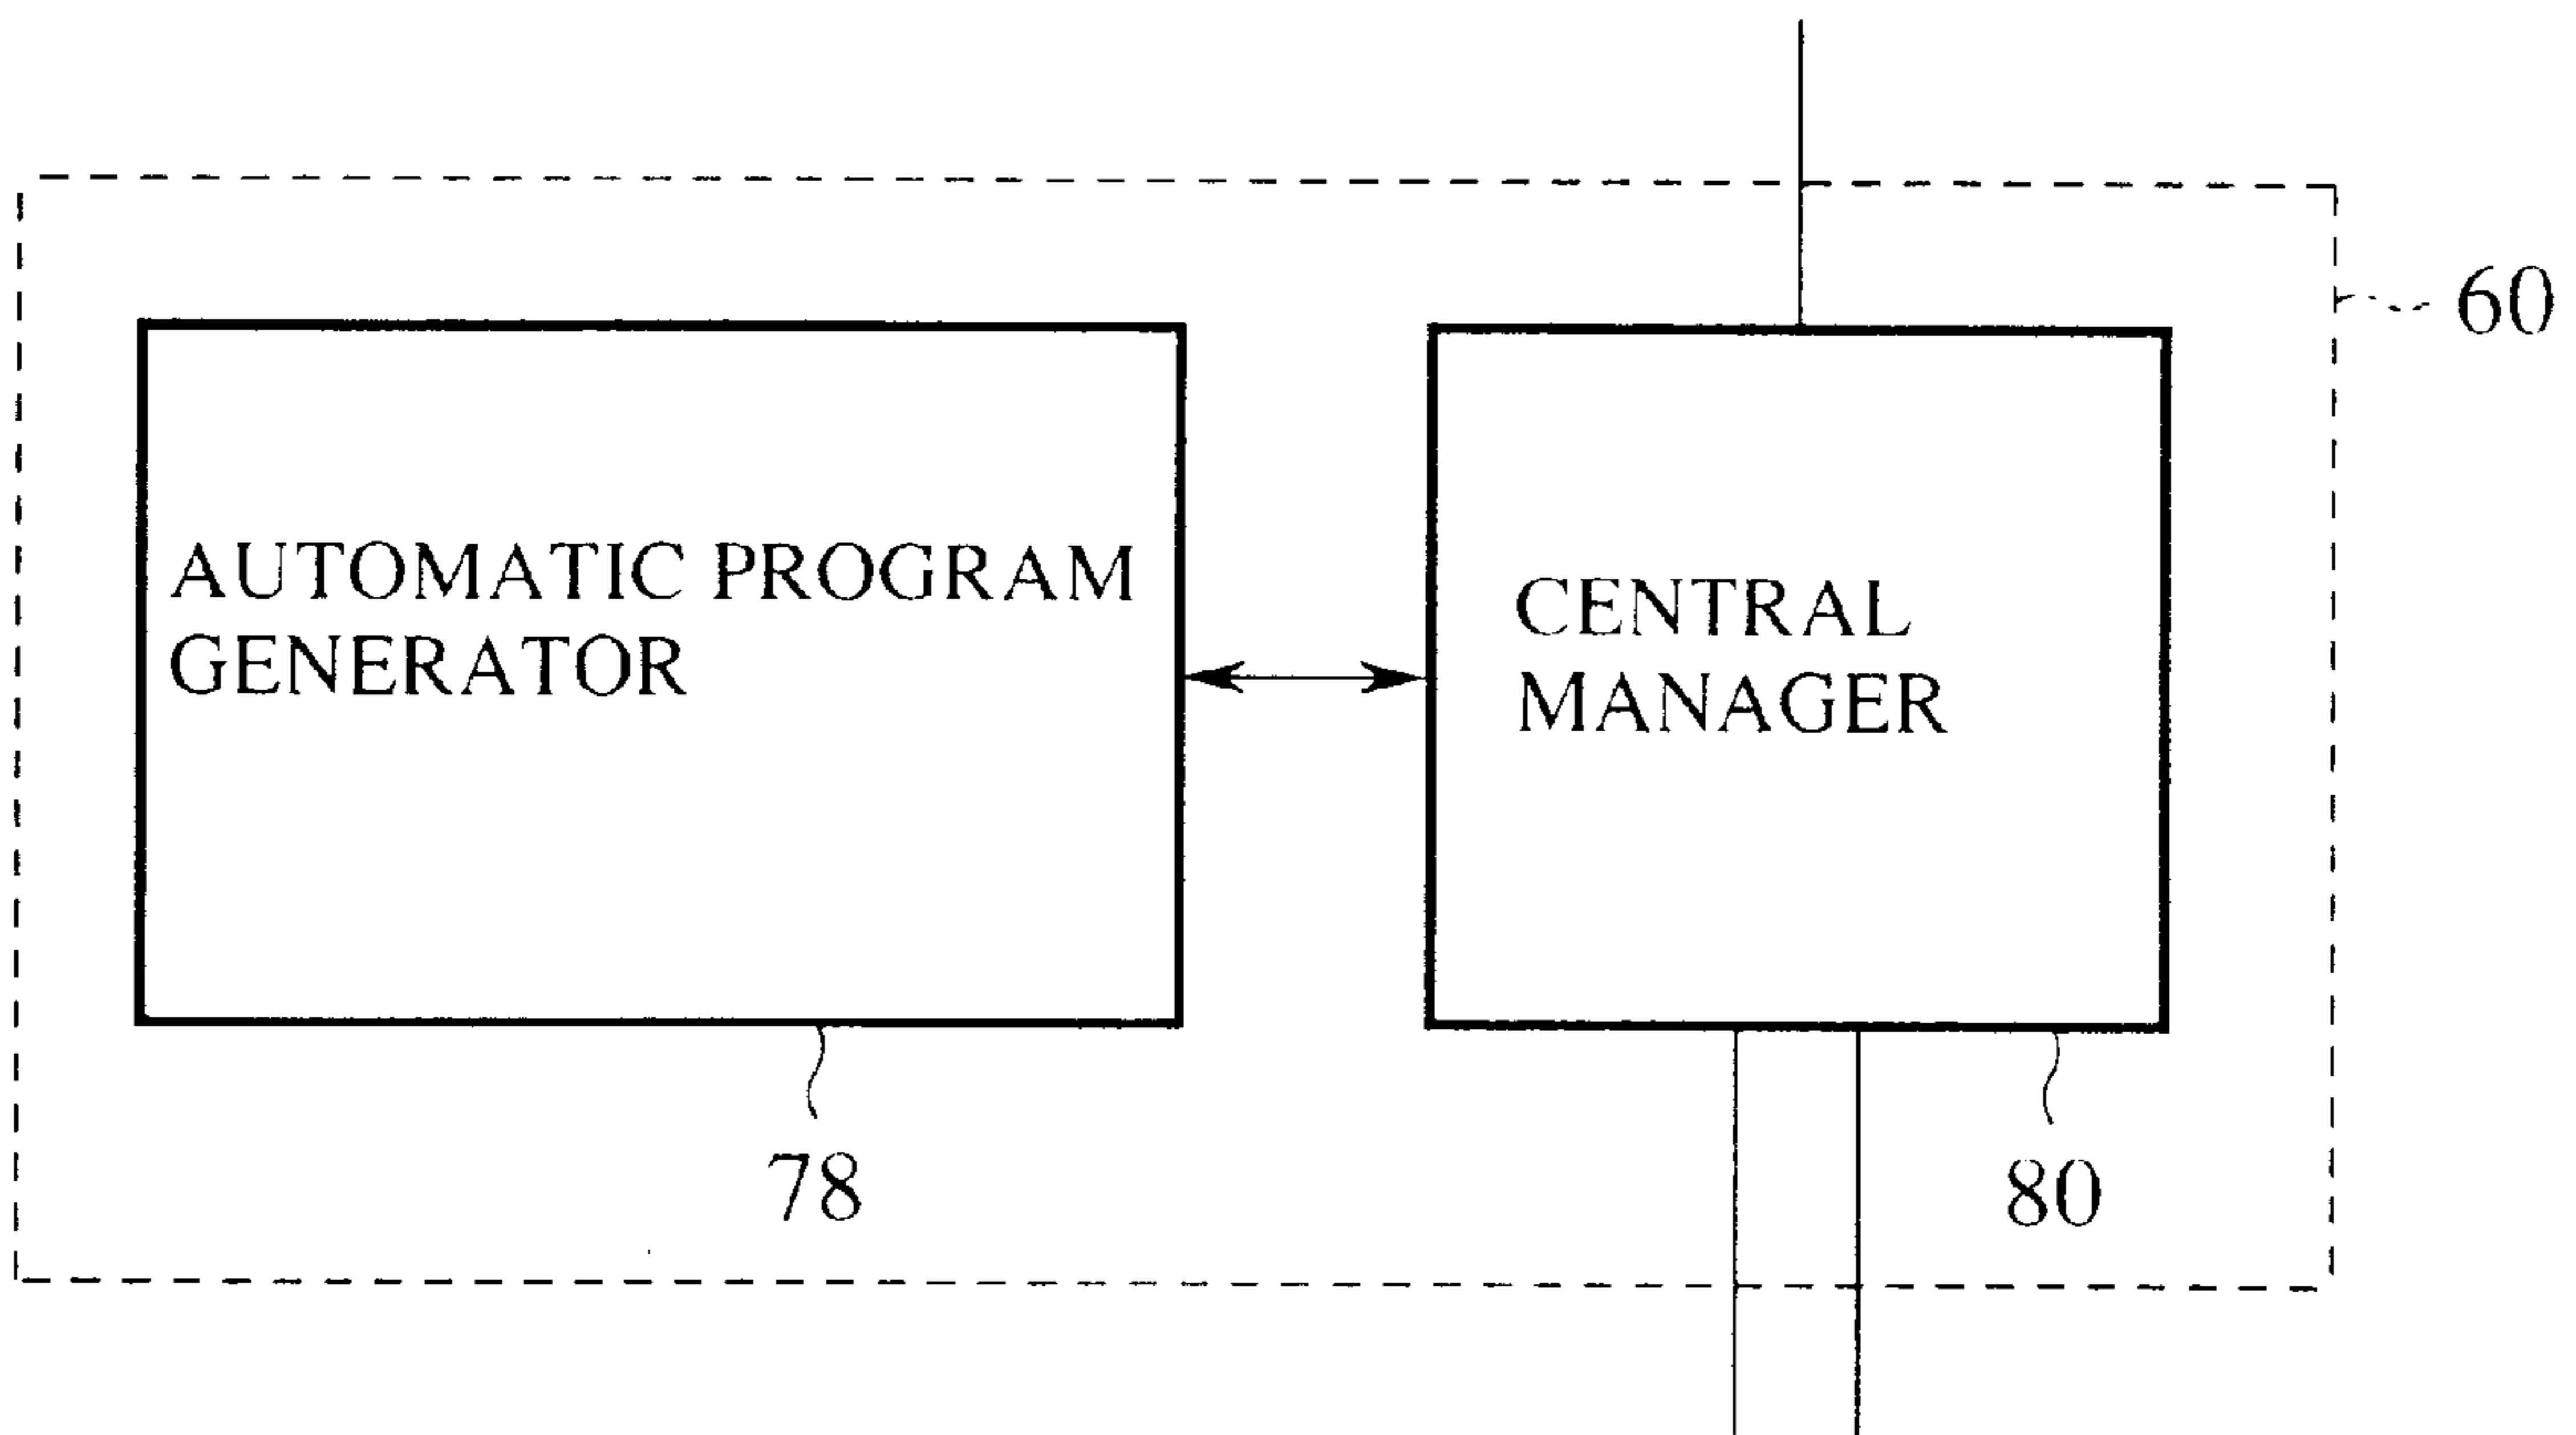 60
AUTOMATIC PROGRAM
GENERATOR
CENTRAL
MANAGER
78
80